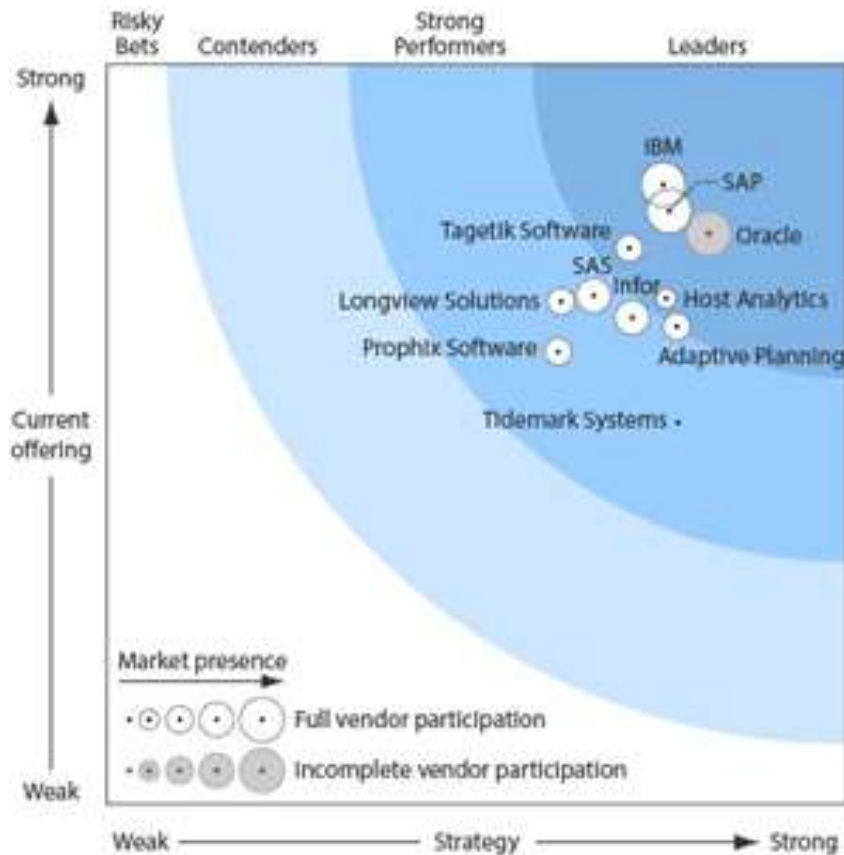 Risky
Bets
Contenders
Strong
Performers
Leaders
Strong
IBM
SAP
Tagetik Software
Oracle
SAS
Infor
Longview Solutions
Host Analytics
Prophix Software
Adaptive Planning
Current
offering
Tidemark Systems
Market presence
Full vendor participation
Incomplete vendor participation
Weak
Weak
Strategy
Strong